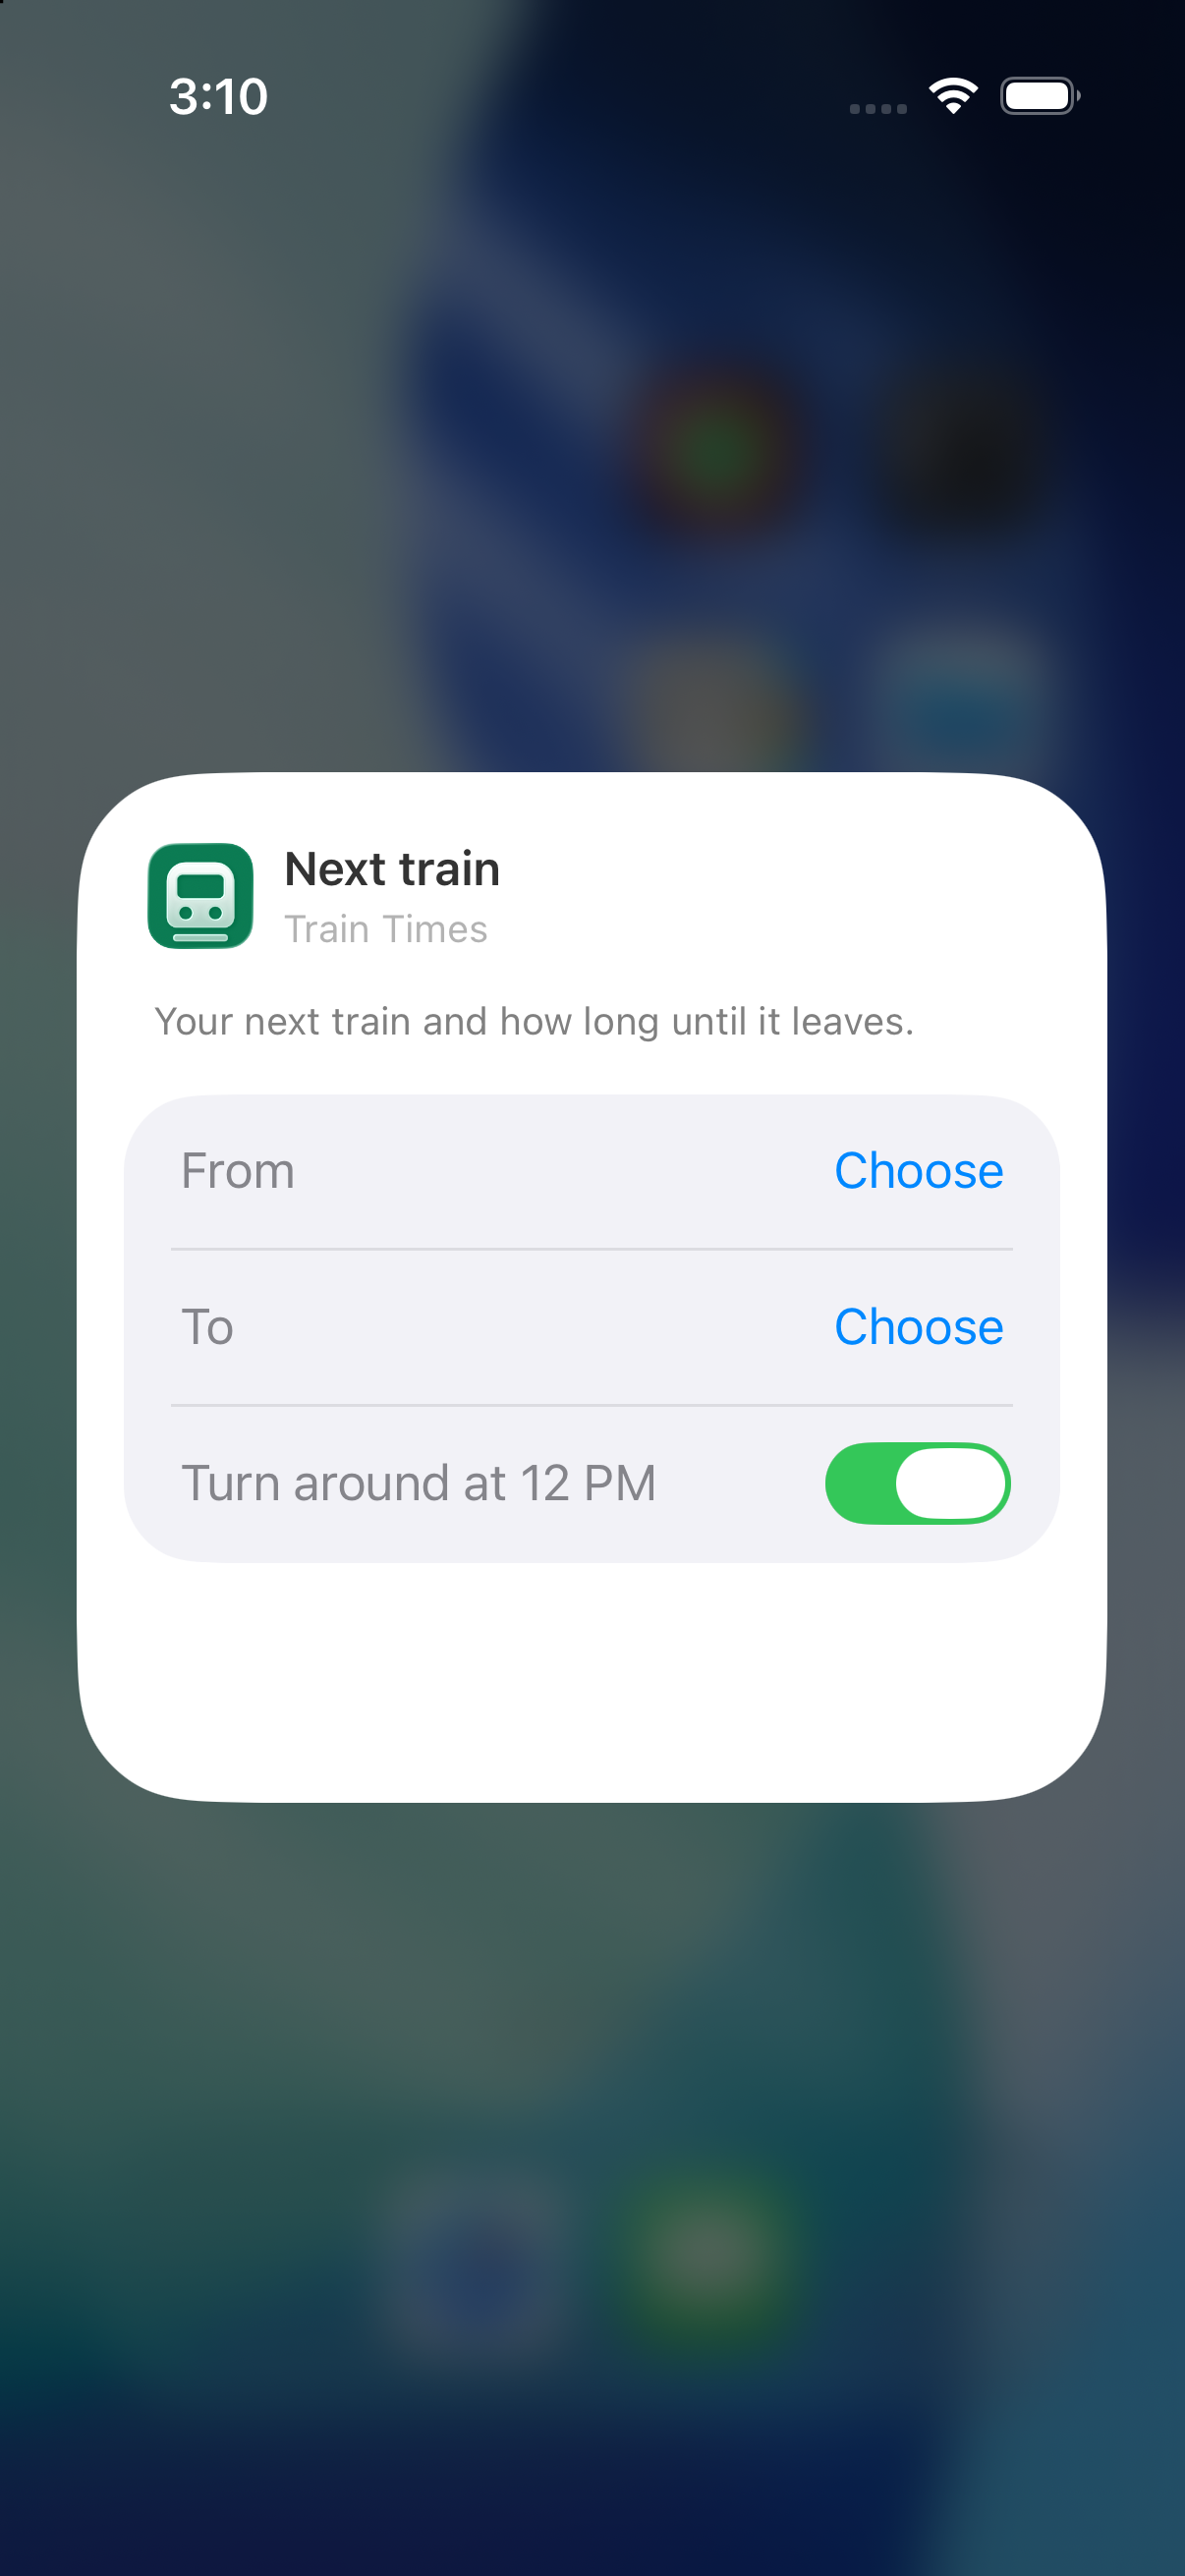 3:10
Next train
Train Times
Your next train and how long until it leaves.
From Choose
To Choose
Turn around at 12 PM